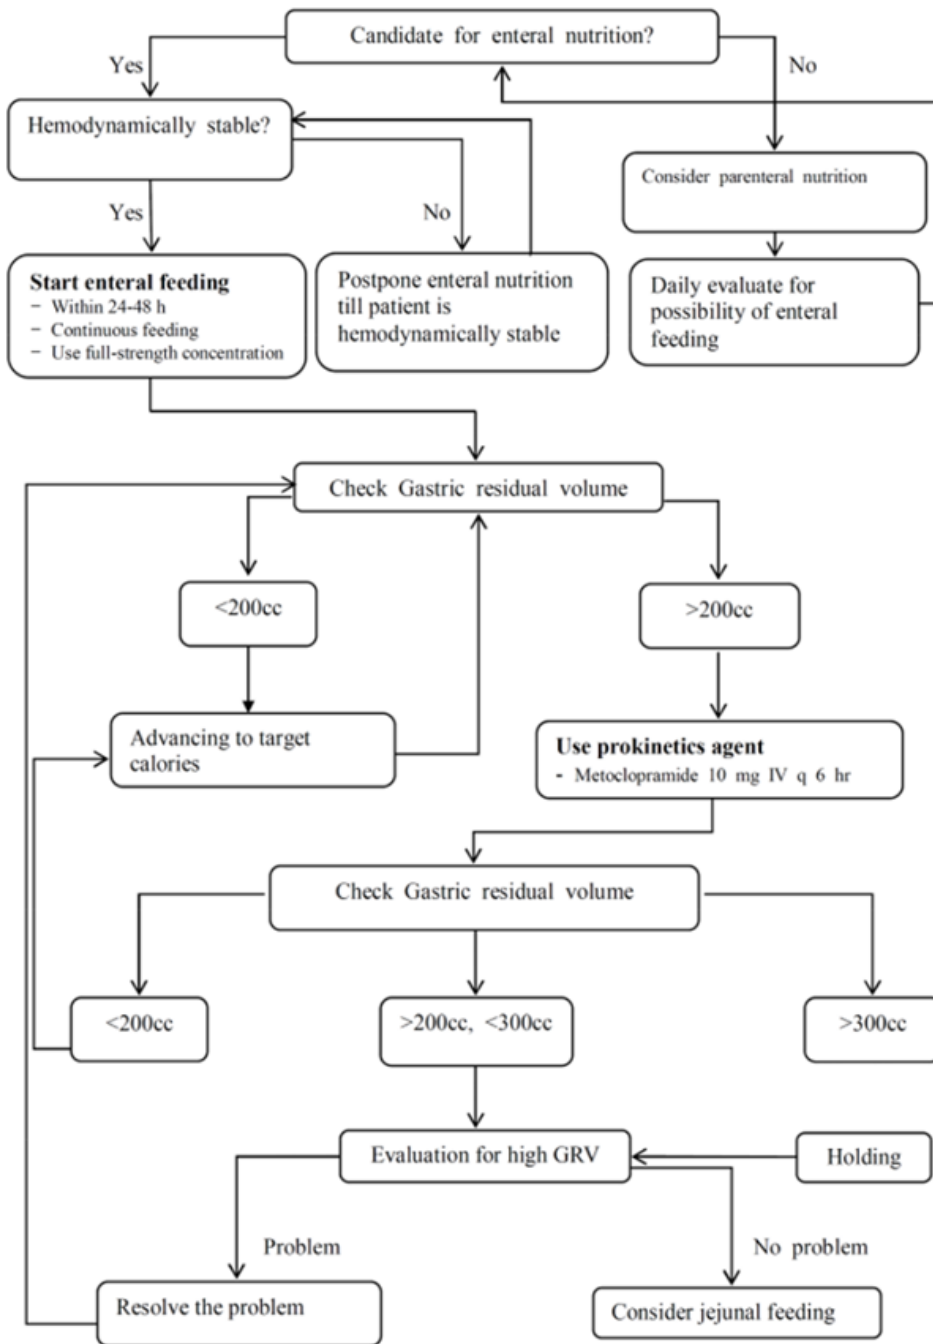 Candidate for enteral nutrition?
Yes
No
Hemodynamically stable?
Consider parenteral nutrition
Yes
No
Start enteral feeding
– Within 24-48 h
– Continuous feeding
– Use full-strength concentration
Postpone enteral nutrition
till patient is
hemodynamically stable
Daily evaluate for
possibility of enteral
feeding
Check Gastric residual volume
<200cc
>200cc
Advancing to target
calories
Use prokinetics agent
- Metoclopramide 10 mg IV q 6 hr
Check Gastric residual volume
<200cc
>200cc, <300cc
>300cc
Evaluation for high GRV
Holding
Problem
No problem
Resolve the problem
Consider jejunal feeding